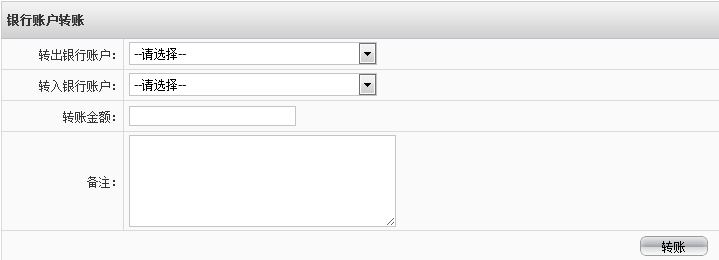 银行账户转账
转出银行账户： --请选择--
转入银行账户： --请选择--
转账金额：
备注：
转账